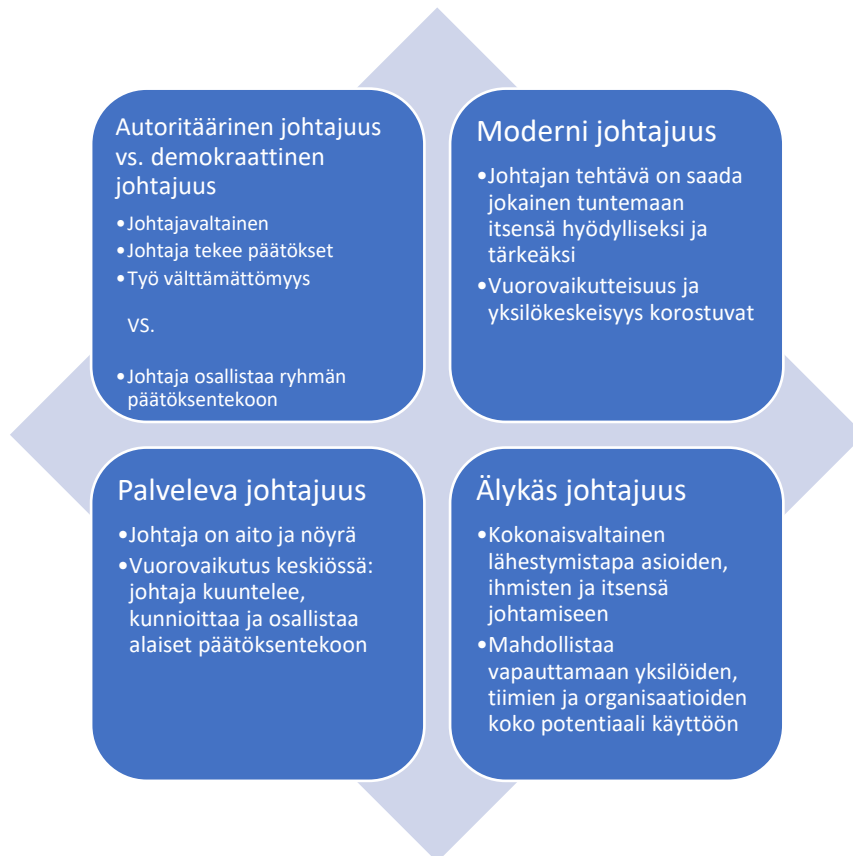 Autoritäärinen johtajuus
vs. demokraattinen
johtajuus
•Johtajavaltainen
•Johtaja tekee päätökset
•Työ välttämättömyys
VS.
•Johtaja osallistaa ryhmän
päätöksentekoon
Moderni johtajuus
•Johtajan tehtävä on saada
jokainen tuntemaan
itsensä hyödylliseksi ja
tärkeäksi
•Vuorovaikutteisuus ja
yksilökeskeisyys korostuvat
Palveleva johtajuus
•Johtaja on aito ja nöyrä
•Vuorovaikutus keskiössä:
johtaja kuuntelee,
kunnioittaa ja osallistaa
alaiset päätöksentekoon
Älykäs johtajuus
•Kokonaisvaltainen
lähestymistapa asioiden,
ihmisten ja itsensä
johtamiseen
•Mahdollistaa
vapauttamaan yksilöiden,
tiimien ja organisaatioiden
koko potentiaali käyttöön